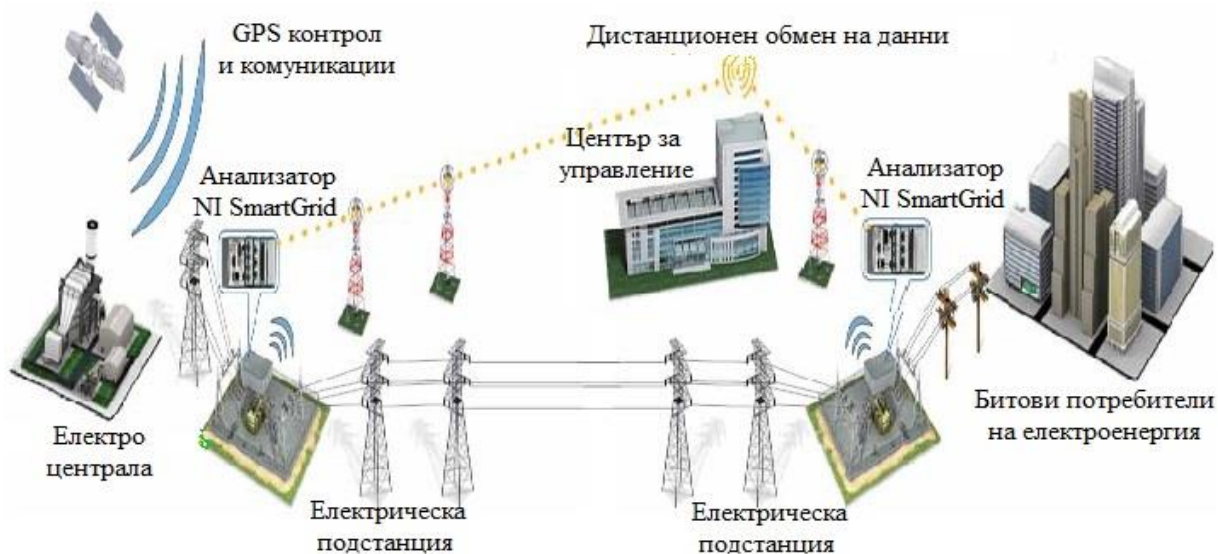 GPS контрол
и комуникации
Дистанционен обмен на данни
Център за
управление
Анализатор
NI SmartGrid
Анализатор
NI SmartGrid
Електро
централа
Електрическа
подстанция
Електрическа
подстанция
Битови потребители
на електроенергия